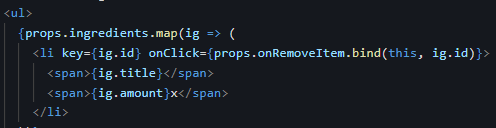 <ul>
{props.ingredients.map(ig => (
<li key={ig.id} onClick={props.onRemoveItem.bind(this, ig.id)}>
<span>{ig.title}</span>
<span>{ig.amount}x</span>
</li>